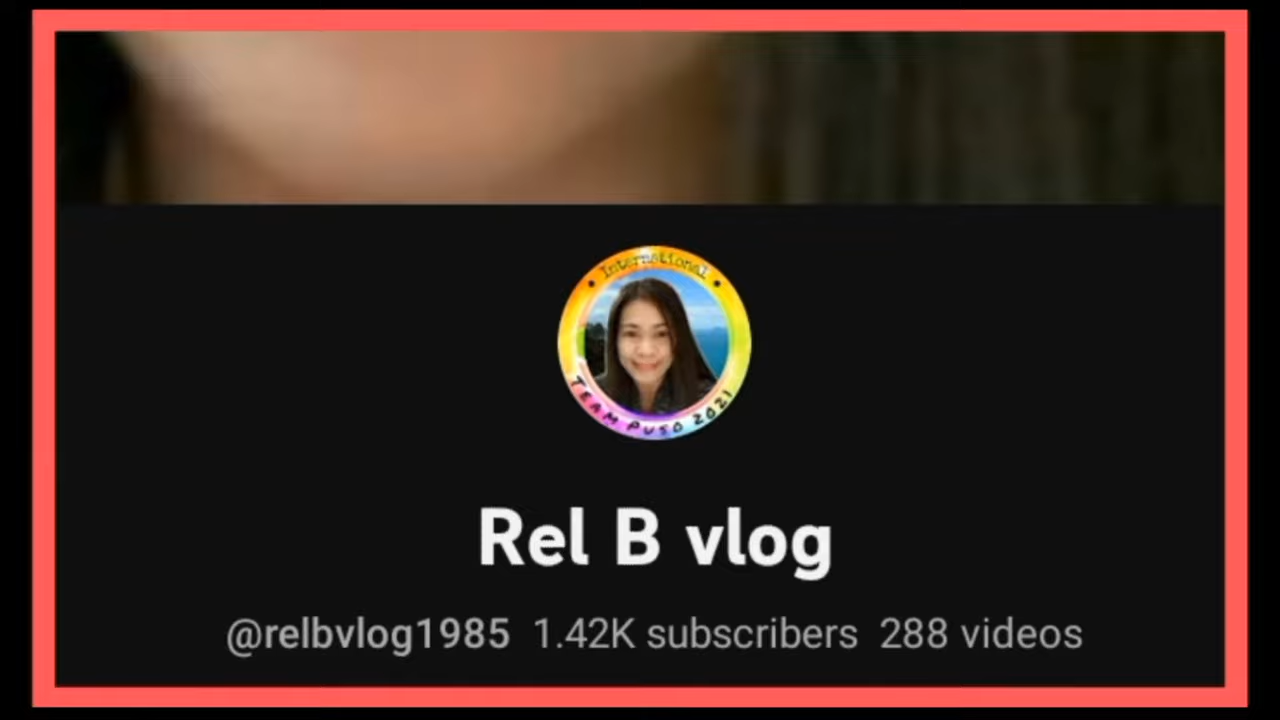 International
TEAM PUSO 2021
Rel B vlog
@relbvlog1985 1.42K subscribers 288 videos